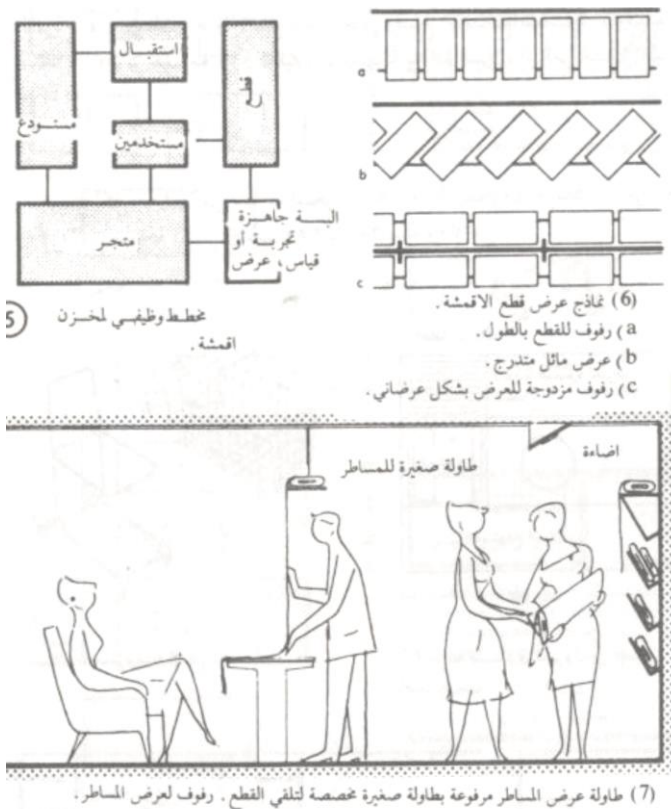 استقبال
قطع
مستودع
مستخدمين
البسة جاهزة
تجربة أو
قياس، عرض
متجر
5
مخطط وظيفي لمخزن
اقمشة.
a
b
c
(6) نماذج عرض قطع الاقمشة.
a) رفوف للقطع بالطول.
b) عرض مائل متدرج.
c) رفوف مزدوجة للعرض بشكل عرضاني.
اضاءة
طاولة صغيرة للمساطر
(7) طاولة عرض المساطر مرفوعة بطاولة صغيرة مخصصة لتلقي القطع. رفوف لعرض المساطر.